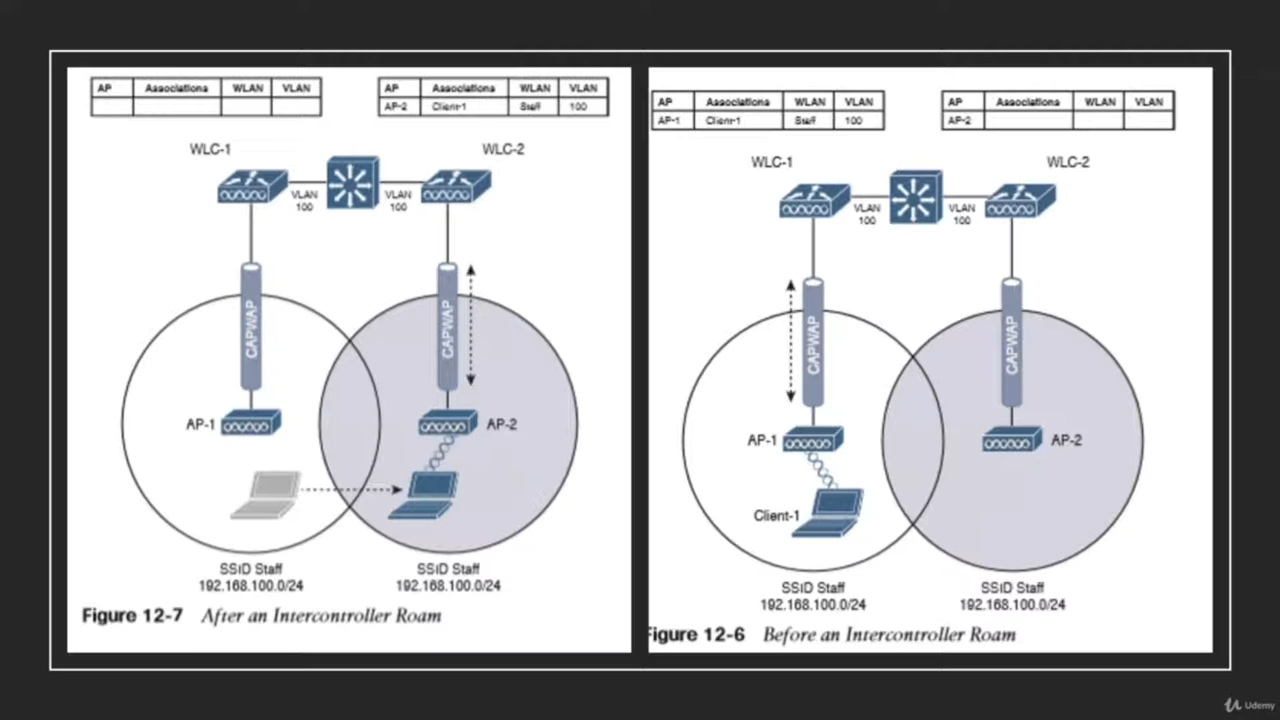 AP Associations WLAN VLAN
AP Associations WLAN VLAN
AP-2 Client-1 Staff 100
WLC-1
WLC-2
VLAN
100
VLAN
100
CAPWAP
CAPWAP
AP-1
AP-2
SSID Staff
192.168.100.0/24
SSID Staff
192.168.100.0/24
Figure 12-7 After an Intercontroller Roam
AP Associations WLAN VLAN
AP-1 Client-1 Staff 100
AP Associations WLAN VLAN
AP-2
WLC-1
WLC-2
VLAN
100
VLAN
100
CAPWAP
CAPWAP
AP-1
AP-2
Client-1
SSID Staff
192.168.100.0/24
SSID Staff
192.168.100.0/24
igure 12-6 Before an Intercontroller Roam
Udemy